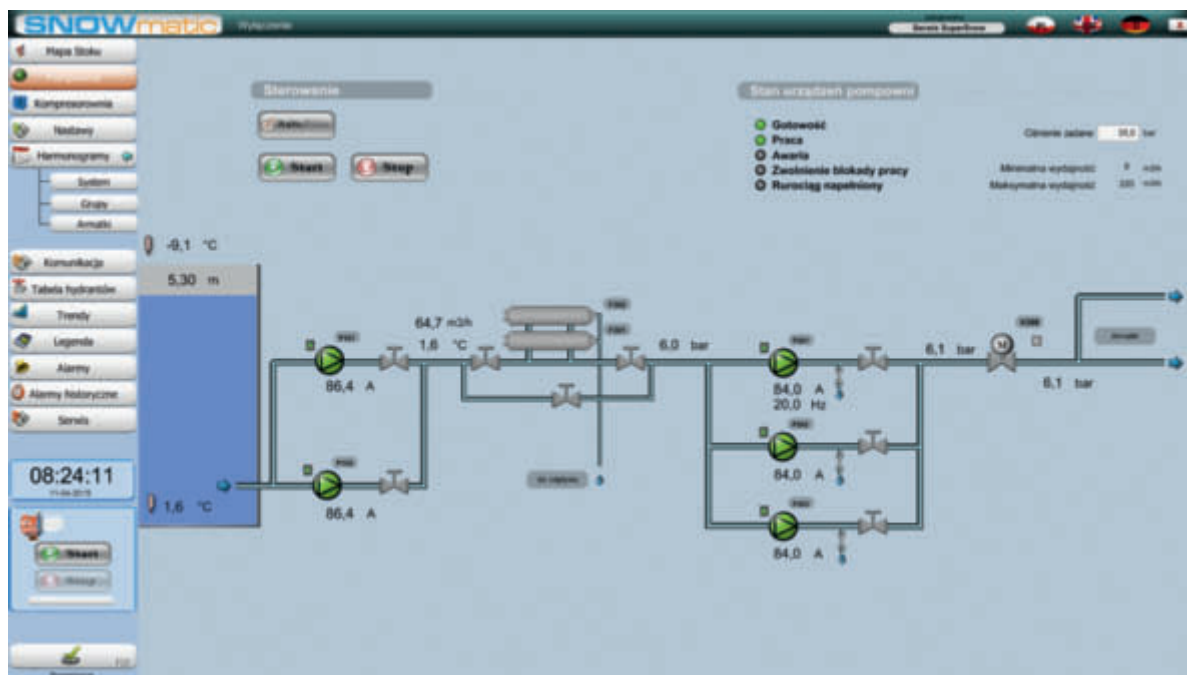 SNOWmatic Wyłączenie
Serwis SuperSnow
Mapa Stoku
Kompresorownia
Nastawy
Harmonogramy
System
Grupy
Armatki
Komunikacja
Tabela hydrantów
Trendy
Legenda
Alarmy
Alarmy historyczne
Serwis
08:24:11
Start
Sterowanie
Start Stop
Stan urządzeń pompowni
Gotowość
Praca
Awaria
Zwolnienie blokady pracy
Rurociąg napełniony
Ciśnienie zadane bar
Minimalna wydajność
Maksymalna wydajność
-9,1 °C
5,30 m
1,6 °C
64,7 m3/h
1,6 °C
86,4 A
86,4 A
6,0 bar
84,0 A
20,0 Hz
84,0 A
84,0 A
6,1 bar
M
6,1 bar